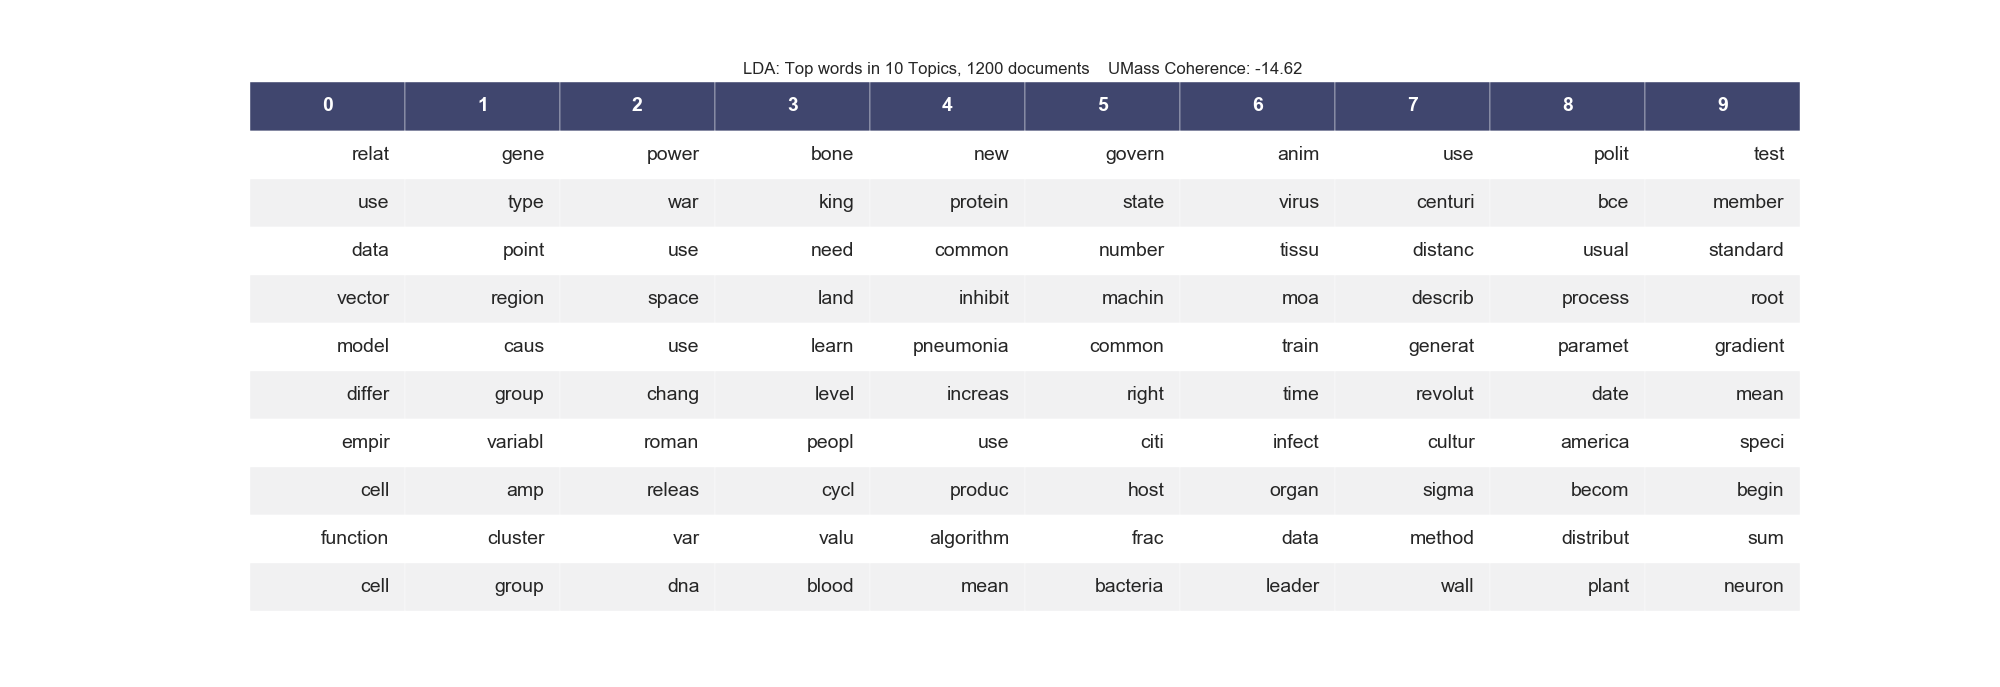 LDA: Top words in 10 Topics, 1200 documents    UMass Coherence: -14.62
0 1 2 3 4 5 6 7 8 9
relat gene power bone new govern anim use polit test
use type war king protein state virus centuri bce member
data point use need common number tissu distanc usual standard
vector region space land inhibit machin moa describ process root
model caus use learn pneumonia common train generat paramet gradient
differ group chang level increas right time revolut date mean
empir variabl roman peopl use citi infect cultur america speci
cell amp releas cycl produc host organ sigma becom begin
function cluster var valu algorithm frac data method distribut sum
cell group dna blood mean bacteria leader wall plant neuron